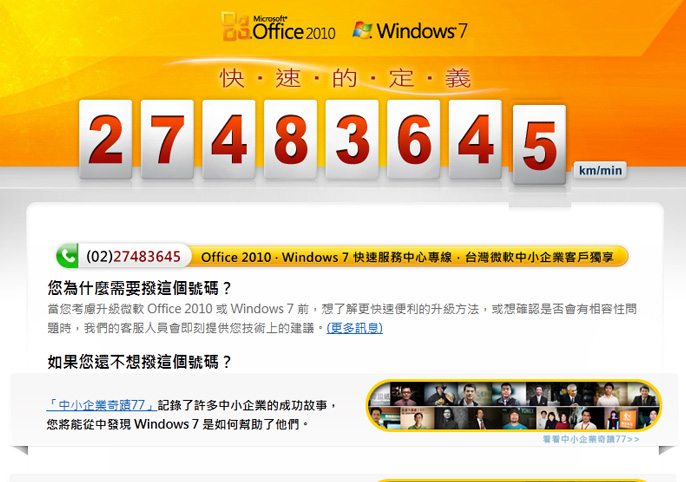 Microsoft®
Office 2010 Windows® 7
快・速・的・定・義
2 7 4 8 3 6 4 5 km/min
(02)27483645 Office 2010・Windows 7 快速服務中心專線，台灣微軟中小企業客戶獨享
您為什麼需要撥這個號碼？
當您考慮升級微軟 Office 2010 或 Windows 7 前，想了解更快速便利的升級方法，或想確認是否會有相容性問
題時，我們的客服人員會即刻提供您技術上的建議。(更多訊息)
如果您還不想撥這個號碼？
「中小企業奇蹟77」記錄了許多中小企業的成功故事，
您將能從中發現 Windows 7 是如何幫助了他們。
看看中小企業奇蹟77>>